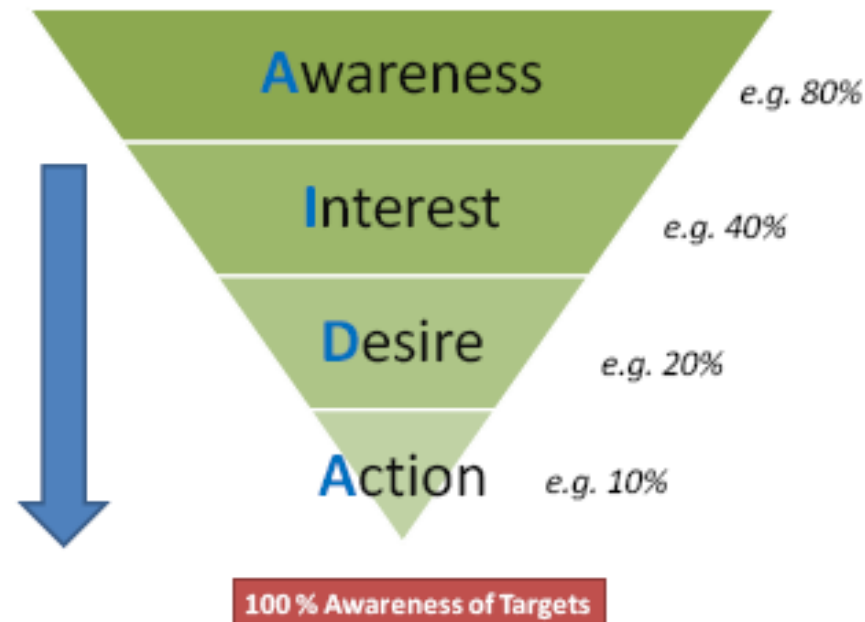 Awareness
e.g. 80%
Interest
e.g. 40%
Desire
e.g. 20%
Action
e.g. 10%
100 % Awareness of Targets